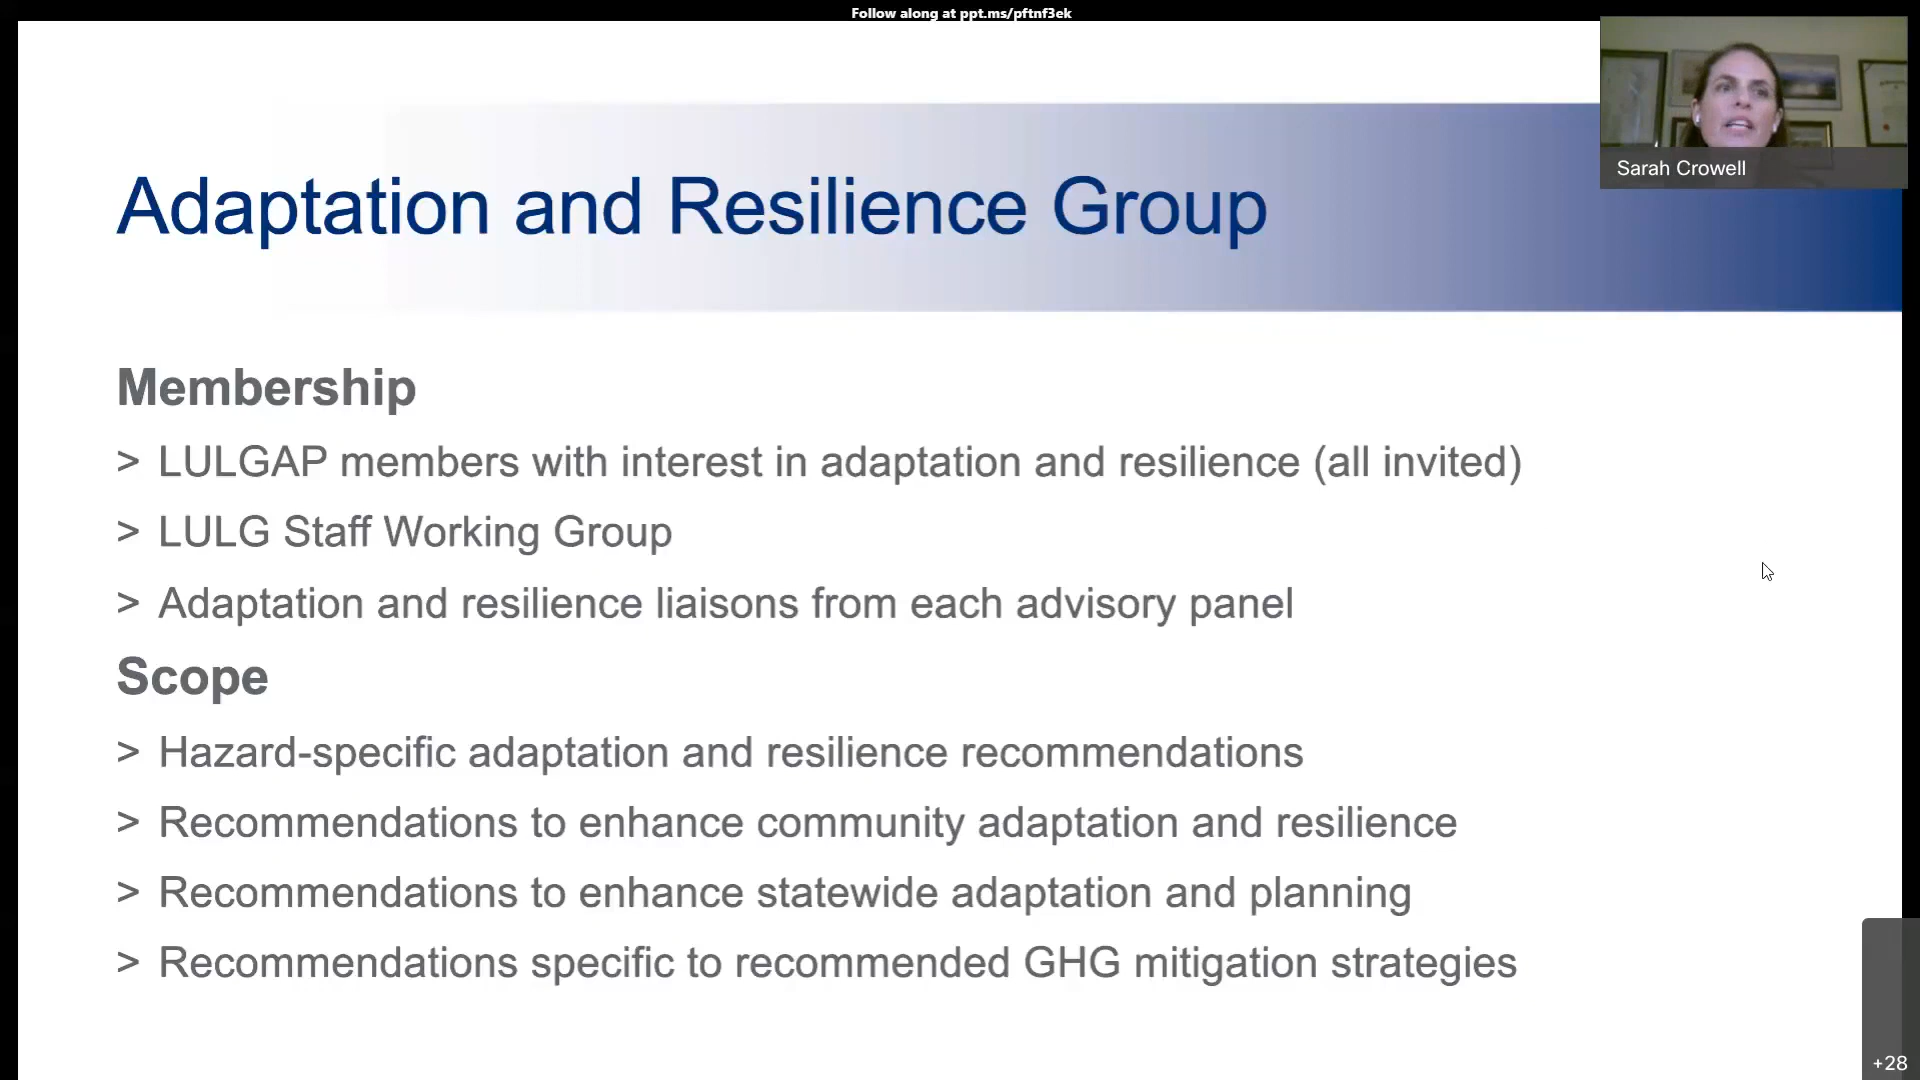 Follow along at ppt.ms/pftnf3ek
Sarah Crowell
Adaptation and Resilience Group
Membership
> LULGAP members with interest in adaptation and resilience (all invited)
> LULG Staff Working Group
> Adaptation and resilience liaisons from each advisory panel
Scope
> Hazard-specific adaptation and resilience recommendations
> Recommendations to enhance community adaptation and resilience
> Recommendations to enhance statewide adaptation and planning
> Recommendations specific to recommended GHG mitigation strategies
+28